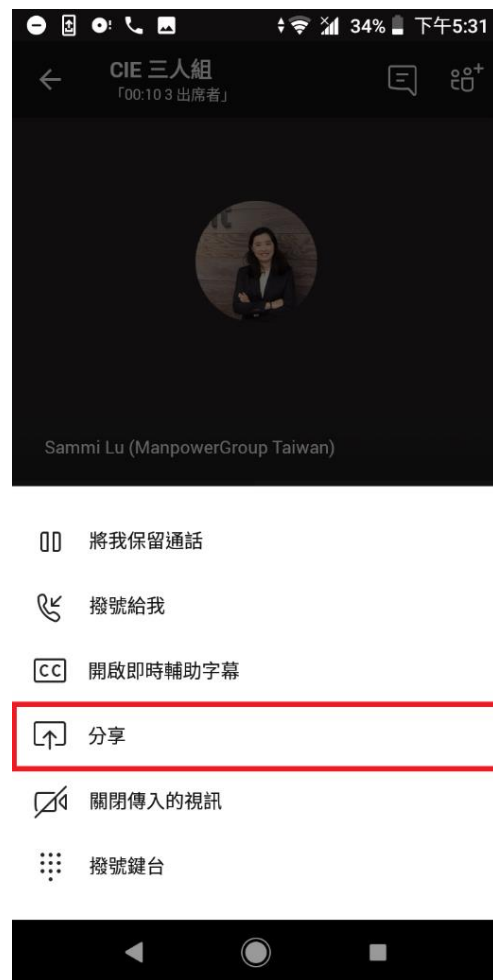 34% 下午5:31
CIE 三人組
「00:10 3 出席者」
Sammi Lu (ManpowerGroup Taiwan)
將我保留通話
撥號給我
CC 開啟即時輔助字幕
分享
關閉傳入的視訊
撥號鍵台